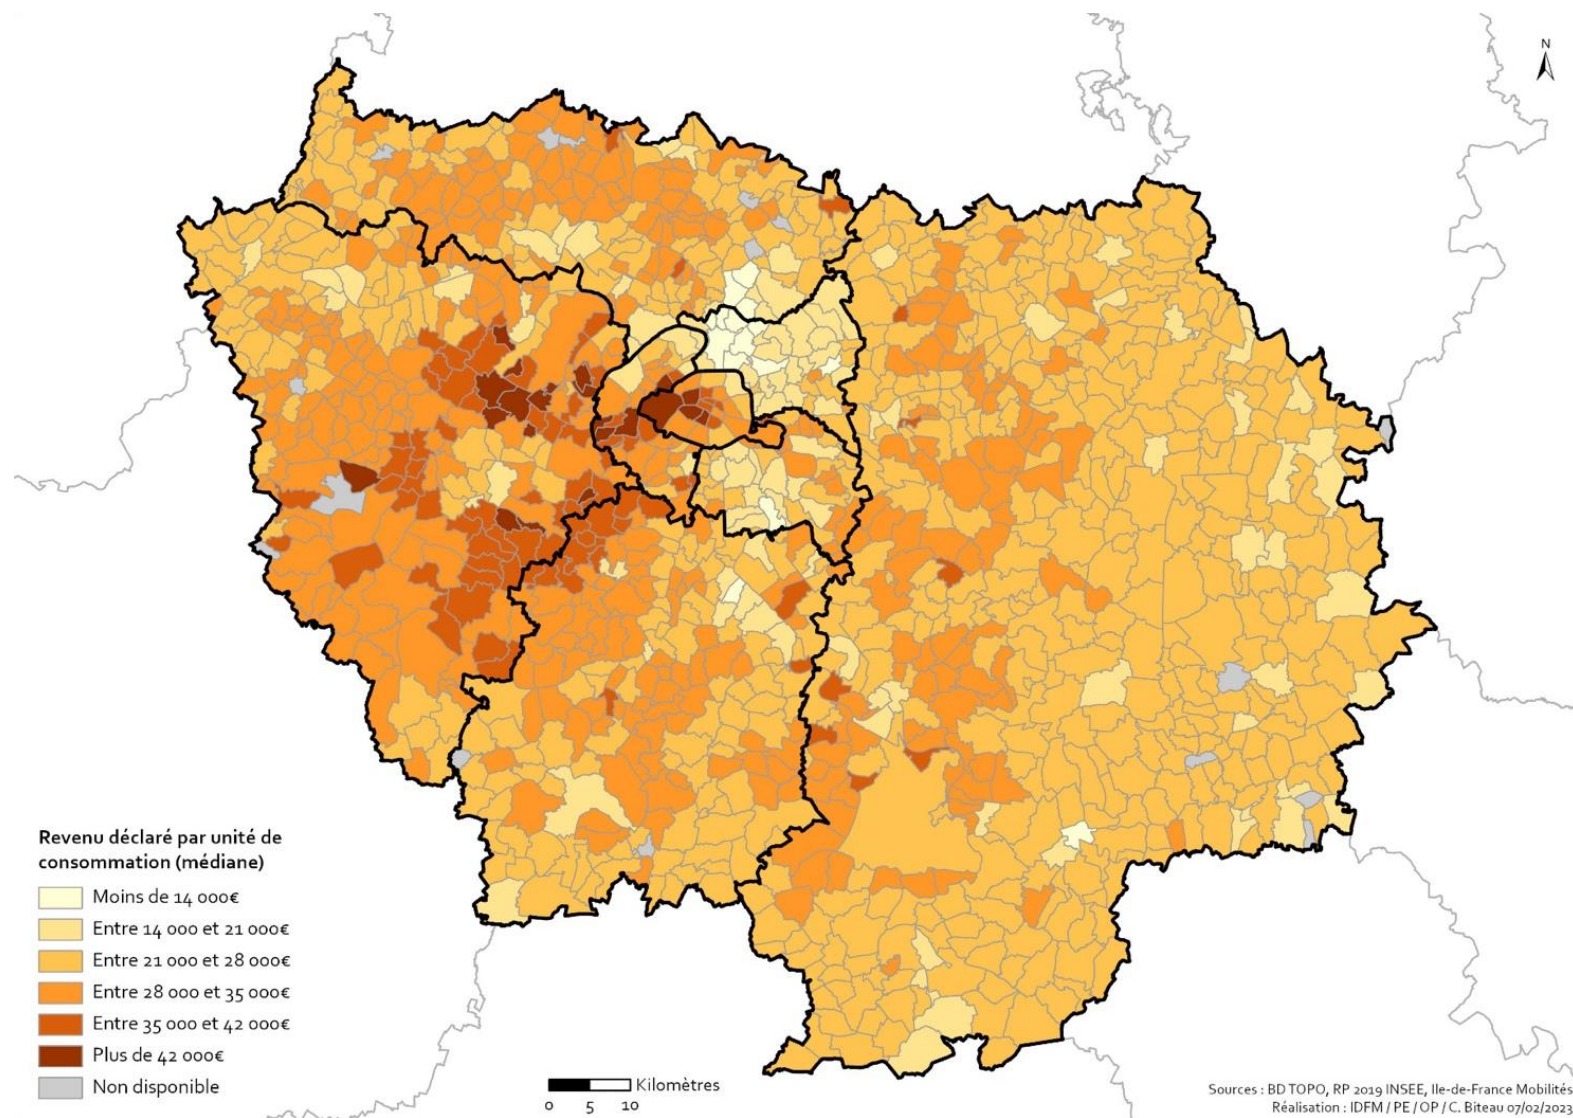 N
Revenu déclaré par unité de
consommation (médiane)
Moins de 14 000€
Entre 14 000 et 21 000€
Entre 21 000 et 28 000€
Entre 28 000 et 35 000€
Entre 35 000 et 42 000€
Plus de 42 000€
Non disponible
Kilomètres
0 5 10
Sources : BD TOPO, RP 2019 INSEE, Ile-de-France Mobilités
Réalisation : IDFM / PE / OP / C. Biteau 07/02/2023